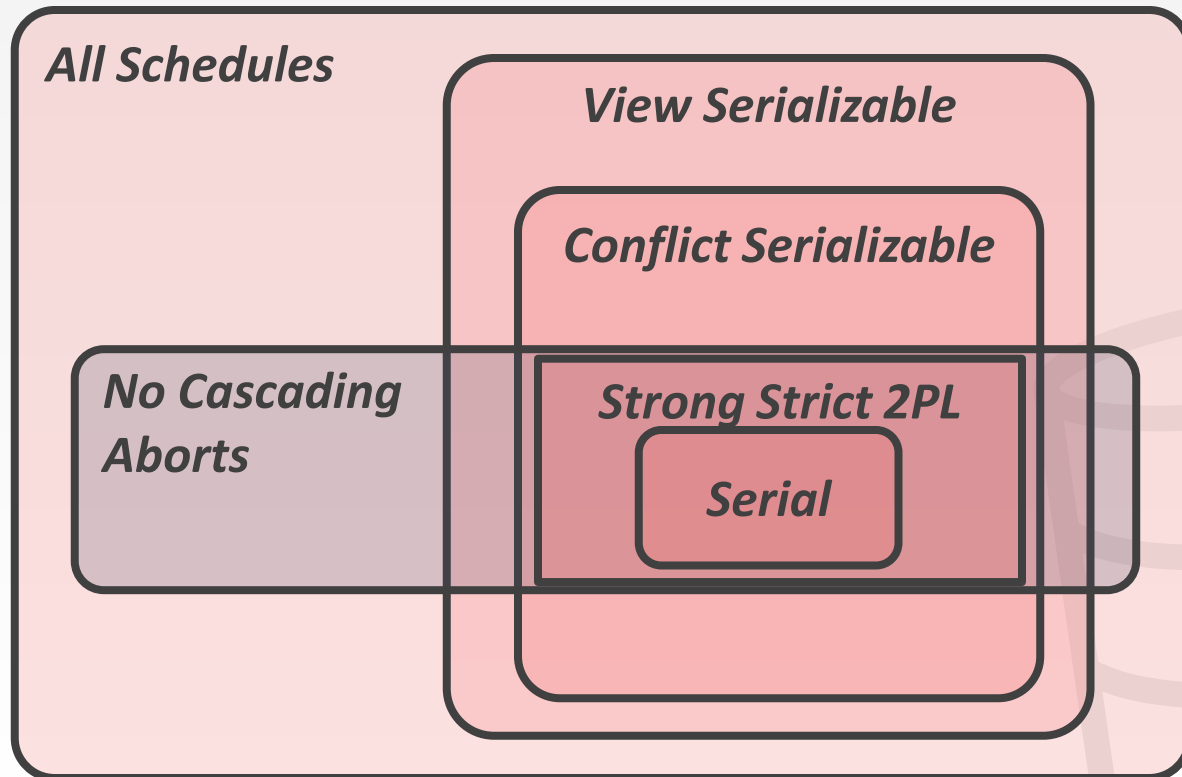 All Schedules
View Serializable
Conflict Serializable
No Cascading
Aborts
Strong Strict 2PL
Serial